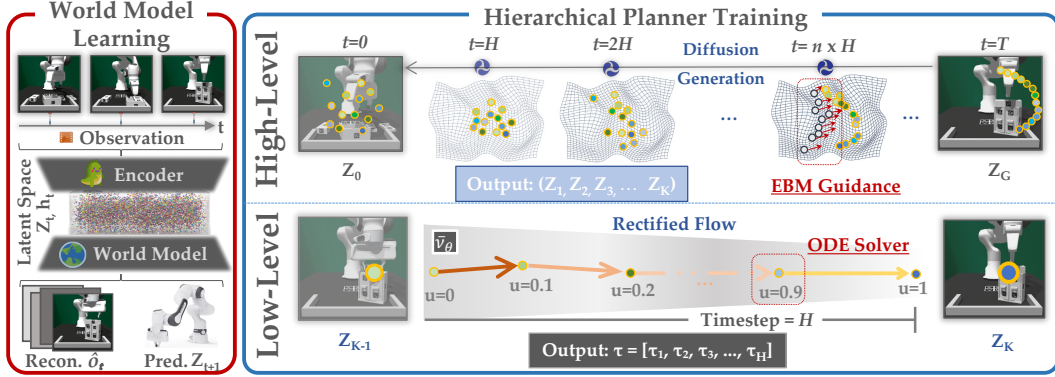 World Model
Learning
t
Observation
Encoder
Latent Space
Z_t, h_t
World Model
Recon. ô_t
Pred. Z_{t+1}
Hierarchical Planner Training
High-Level
t=0
t=H
t=2H
Diffusion
Generation
t= n x H
t=T
...
...
Z_0
Output: (Z_1, Z_2, Z_3, ... Z_K)
EBM Guidance
Z_G
Low-Level
Rectified Flow
ODE Solver
v̄_θ
u=0
u=0.1
u=0.2
...
u=0.9
u=1
Timestep = H
Z_{K-1}
Z_K
Output: τ = [τ_1, τ_2, τ_3, ..., τ_H]